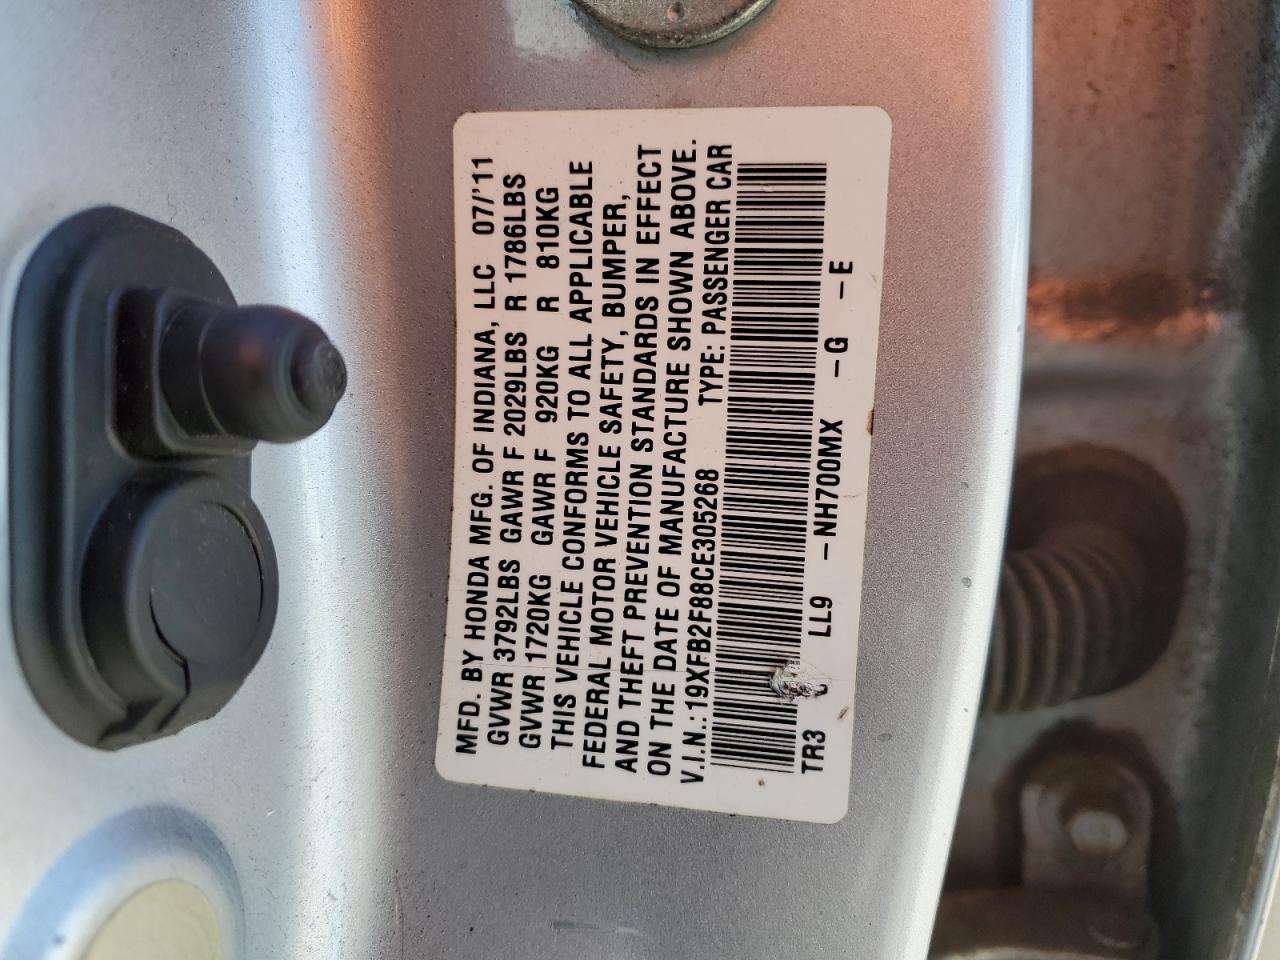 MFD. BY HONDA MFG. OF INDIANA, LLC 07/'11
GVWR 3792LBS GAWR F 2029LBS R 1786LBS
GVWR 1720KG GAWR F 920KG R 810KG
THIS VEHICLE CONFORMS TO ALL APPLICABLE
FEDERAL MOTOR VEHICLE SAFETY, BUMPER,
AND THEFT PREVENTION STANDARDS IN EFFECT
ON THE DATE OF MANUFACTURE SHOWN ABOVE.
V.I.N.: 19XFB2F88CE305268 TYPE: PASSENGER CAR
TR3 LL9 –NH700MX –G –E